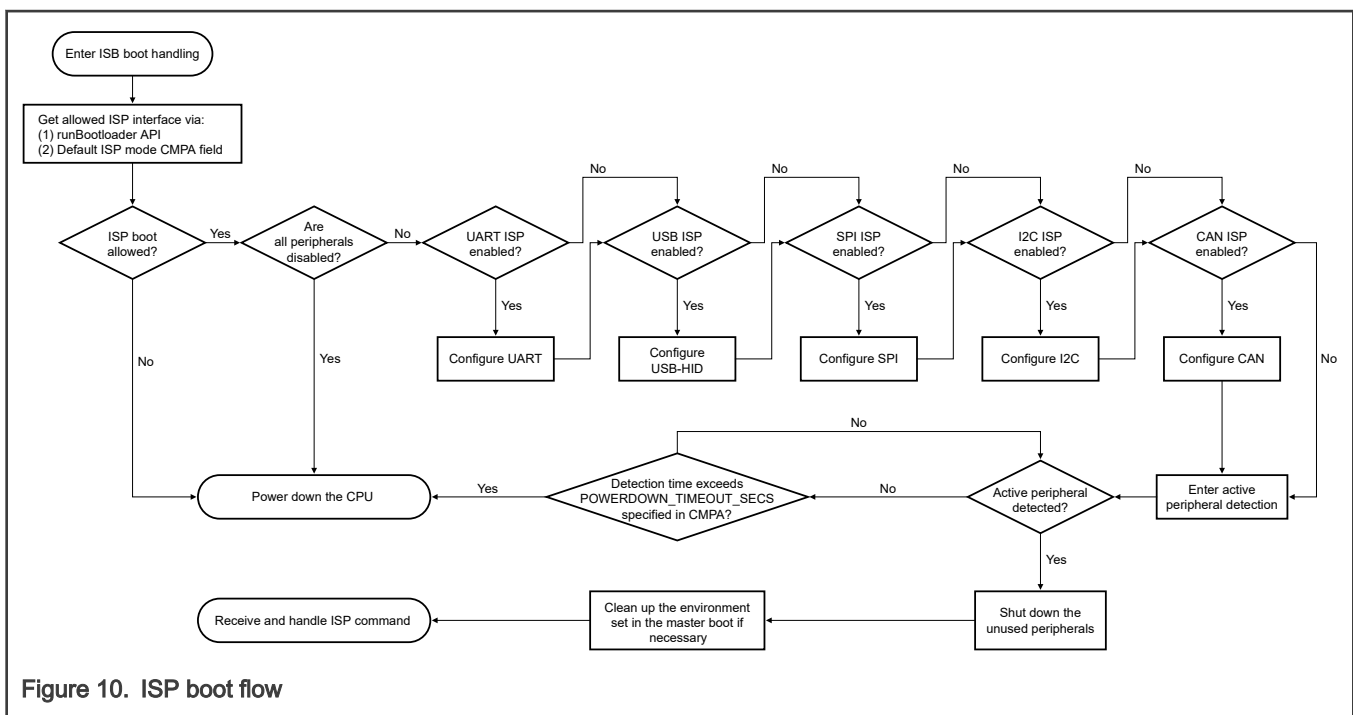 Enter ISB boot handling
Get allowed ISP interface via:
(1) runBootloader API
(2) Default ISP mode CMPA field
No
No
No
No
ISP boot
allowed?
Yes
Are
all peripherals
disabled?
No
UART ISP
enabled?
USB ISP
enabled?
SPI ISP
enabled?
I2C ISP
enabled?
CAN ISP
enabled?
Yes
Yes
Yes
Yes
Yes
No
Yes
Configure UART
Configure
USB-HID
Configure SPI
Configure I2C
Configure CAN
No
No
Power down the CPU
Yes
Detection time exceeds
POWERDOWN_TIMEOUT_SECS
specified in CMPA?
No
Active peripheral
detected?
Enter active
peripheral detection
Yes
Receive and handle ISP command
Clean up the environment
set in the master boot if
necessary
Shut down the
unused peripherals
Figure 10. ISP boot flow